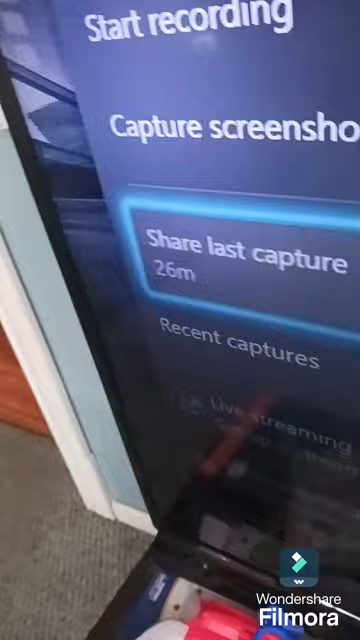 Start recording
Capture screensho
Share last capture
26m
Recent captures
Live streaming
Wondershare
Filmora